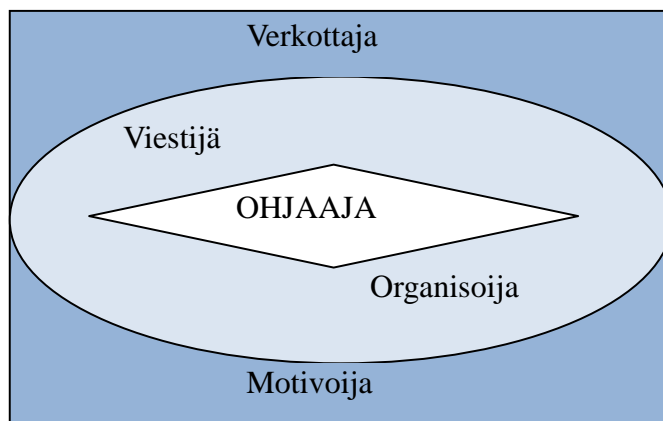 Verkottaja
Viestijä
OHJAAJA
Organisoija
Motivoija